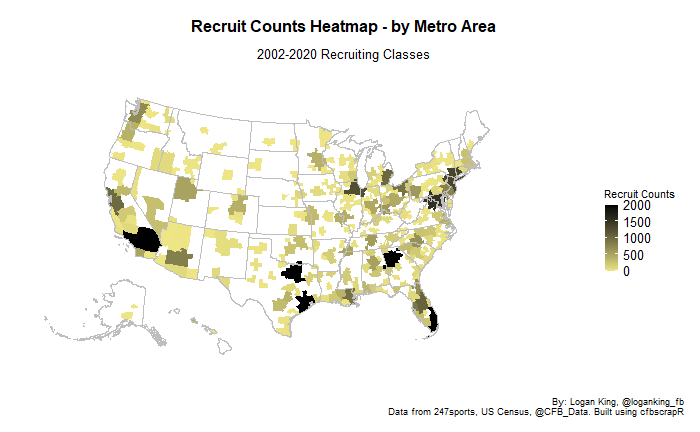 Recruit Counts Heatmap - by Metro Area
2002-2020 Recruiting Classes
Recruit Counts
2000
1500
1000
500
0
By: Logan King, @loganking_fb
Data from 247sports, US Census, @CFB_Data. Built using cfbscrapR